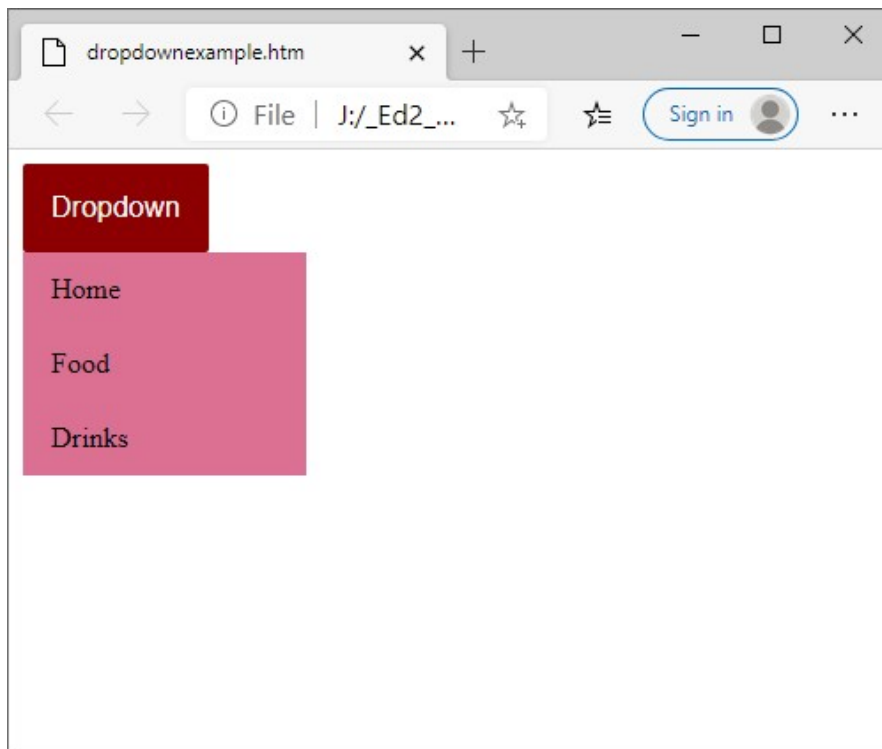 dropdownexample.htm
File J:/_Ed2_... Sign in
Dropdown
Home
Food
Drinks